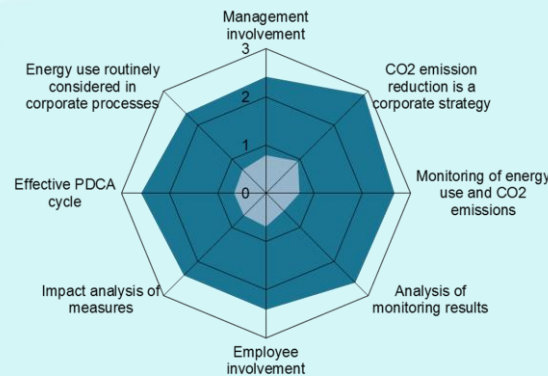 Management
involvement
3
Energy use routinely
considered in
corporate processes
CO2 emission
reduction is a
corporate strategy
2
1
Effective PDCA
cycle
0
Monitoring of energy
use and CO2
emissions
Impact analysis of
measures
Analysis of
monitoring results
Employee
involvement